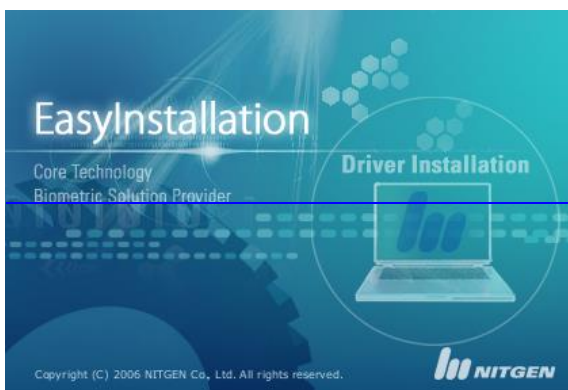 EasyInstallation
Core Technology
Biometric Solution Provider
Driver Installation
Copyright (C) 2006 NITGEN Co., Ltd. All rights reserved.
NITGEN